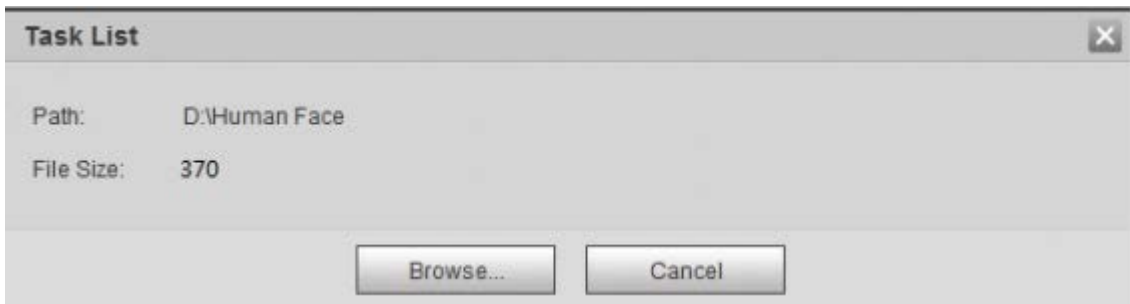 Task List
Path: D:\Human Face
File Size: 370
Browse... Cancel